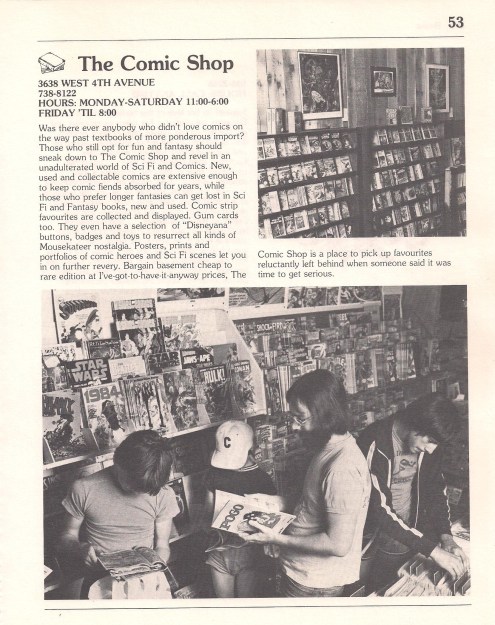 53
The Comic Shop
3638 WEST 4TH AVENUE
738-8122
HOURS: MONDAY-SATURDAY 11:00-6:00
FRIDAY 'TIL 8:00
Was there ever anybody who didn't love comics on
the way past textbooks of more ponderous import?
Those who still opt for fun and fantasy should
sneak down to The Comic Shop and revel in an
unadulterated world of Sci Fi and Comics. New,
used and collectable comics are extensive enough
to keep comic fiends absorbed for years, while
those who prefer longer fantasies can get lost in Sci
Fi and Fantasy books, new and used. Comic strip
favourites are collected and displayed. Gum cards
too. They even have a selection of "Disneyana"
buttons, badges and toys to resurrect all kinds of
Mousekateer nostalgia. Posters, prints and
portfolios of comic heroes and Sci Fi scenes let you
in on further revery. Bargain basement cheap to
rare edition at I've-got-to-have-it-anyway prices, The
Comic Shop is a place to pick up favourites
reluctantly left behind when someone said it was
time to get serious.
STAR
WARS
1984
STAR
JAWS
APE
HULK!
CONAN
C
POGO